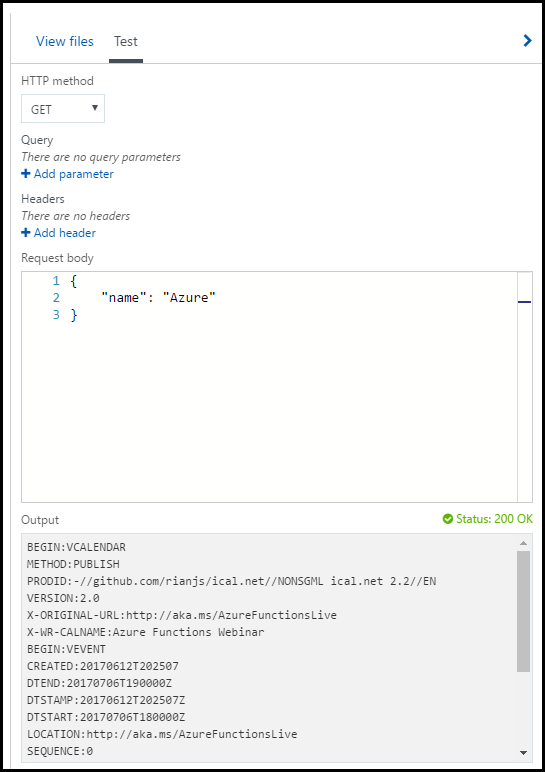 View files Test
HTTP method
GET
Query
There are no query parameters
Add parameter
Headers
There are no headers
Add header
Request body
1 {
2 "name": "Azure"
3 }
Output Status: 200 OK
BEGIN:VCALENDAR
METHOD:PUBLISH
PRODID:-//github.com/rianjs/ical.net//NONSGML ical.net 2.2//EN
VERSION:2.0
X-ORIGINAL-URL:http://aka.ms/AzureFunctionsLive
X-WR-CALNAME:Azure Functions Webinar
BEGIN:VEVENT
CREATED:20170612T202507
DTEND:20170706T190000Z
DTSTAMP:20170612T202507Z
DTSTART:20170706T180000Z
LOCATION:http://aka.ms/AzureFunctionsLive
SEQUENCE:0